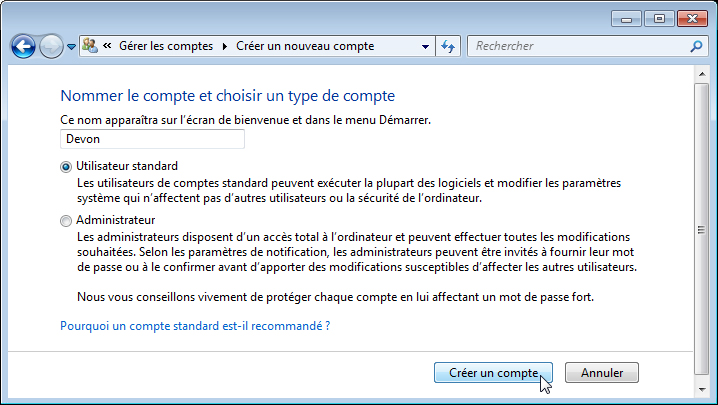 « Gérer les comptes Créer un nouveau compte Rechercher
Nommer le compte et choisir un type de compte
Ce nom apparaîtra sur l'écran de bienvenue et dans le menu Démarrer.
Devon
Utilisateur standard
Les utilisateurs de comptes standard peuvent exécuter la plupart des logiciels et modifier les paramètres
système qui n'affectent pas d'autres utilisateurs ou la sécurité de l'ordinateur.
Administrateur
Les administrateurs disposent d'un accès total à l'ordinateur et peuvent effectuer toutes les modifications
souhaitées. Selon les paramètres de notification, les administrateurs peuvent être invités à fournir leur mot
de passe ou à le confirmer avant d'apporter des modifications susceptibles d'affecter les autres utilisateurs.
Nous vous conseillons vivement de protéger chaque compte en lui affectant un mot de passe fort.
Pourquoi un compte standard est-il recommandé ?
Créer un compte Annuler